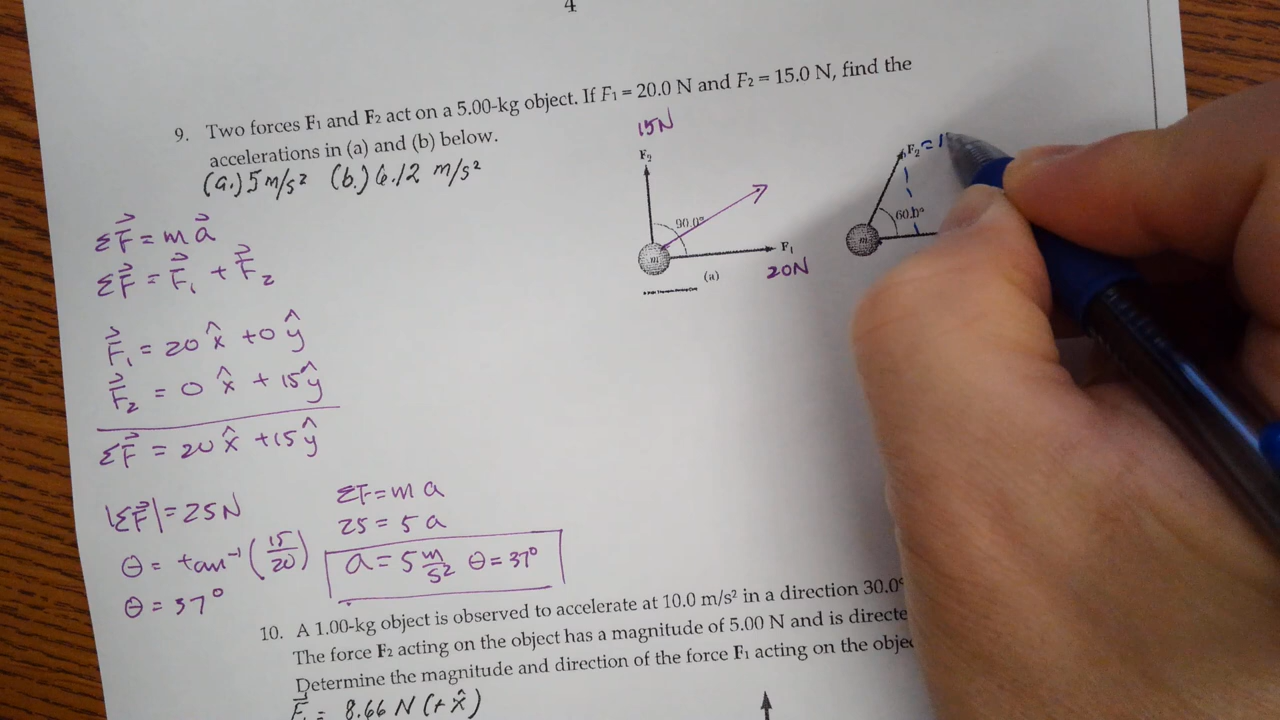 4
9. Two forces F₁ and F₂ act on a 5.00-kg object. If F₁ = 20.0 N and F₂ = 15.0 N, find the
accelerations in (a) and (b) below.
(a.) 5 m/s² (b.) 6.12 m/s²
15N
F₂
90.0°
m
F₁
20N
(a)
F₂ = 1
60.0°
m
ΣF⃗ = m a⃗
ΣF⃗ = F⃗₁ + F⃗₂
F⃗₁ = 20 x̂ + 0 ŷ
F⃗₂ = 0 x̂ + 15 ŷ
ΣF⃗ = 20 x̂ + 15 ŷ
|ΣF⃗| = 25N
θ = tan⁻¹ (15/20)
θ = 37°
ΣF = m a
25 = 5 a
a = 5 m/s² θ = 37°
10. A 1.00-kg object is observed to accelerate at 10.0 m/s² in a direction 30.0°
The force F₂ acting on the object has a magnitude of 5.00 N and is directe
Determine the magnitude and direction of the force F₁ acting on the objec
F⃗₁ = 8.66 N (+x̂)